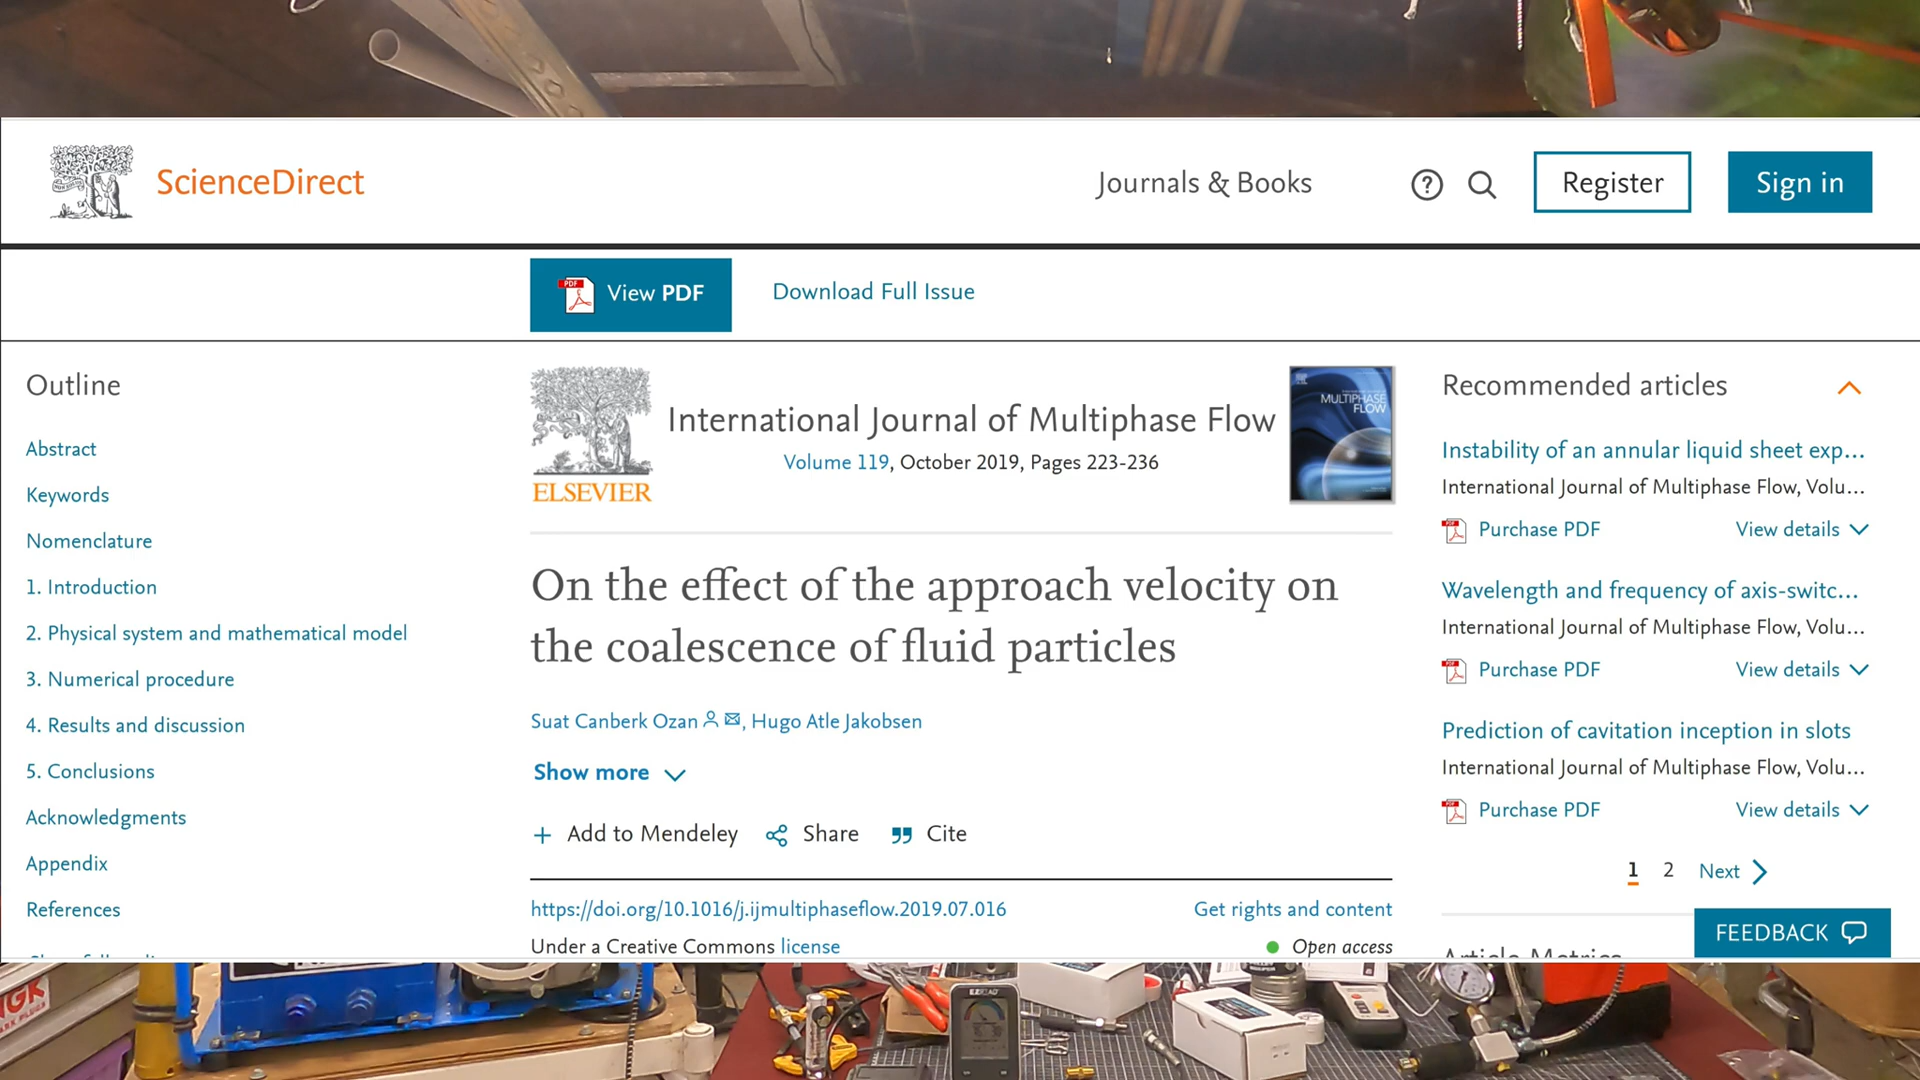 ScienceDirect
Journals & Books
Register
Sign in
View PDF
Download Full Issue
Outline
Abstract
Keywords
Nomenclature
1. Introduction
2. Physical system and mathematical model
3. Numerical procedure
4. Results and discussion
5. Conclusions
Acknowledgments
Appendix
References
ELSEVIER
International Journal of Multiphase Flow
Volume 119, October 2019, Pages 223-236
MULTIPHASE
FLOW
On the effect of the approach velocity on
the coalescence of fluid particles
Suat Canberk Ozan, Hugo Atle Jakobsen
Show more
Add to Mendeley
Share
Cite
https://doi.org/10.1016/j.ijmultiphaseflow.2019.07.016
Get rights and content
Under a Creative Commons license
Open access
Recommended articles
Instability of an annular liquid sheet exp...
International Journal of Multiphase Flow, Volu...
PDF Purchase PDF
View details
Wavelength and frequency of axis-switc...
International Journal of Multiphase Flow, Volu...
PDF Purchase PDF
View details
Prediction of cavitation inception in slots
International Journal of Multiphase Flow, Volu...
PDF Purchase PDF
View details
1 2 Next
Article Metrics
FEEDBACK